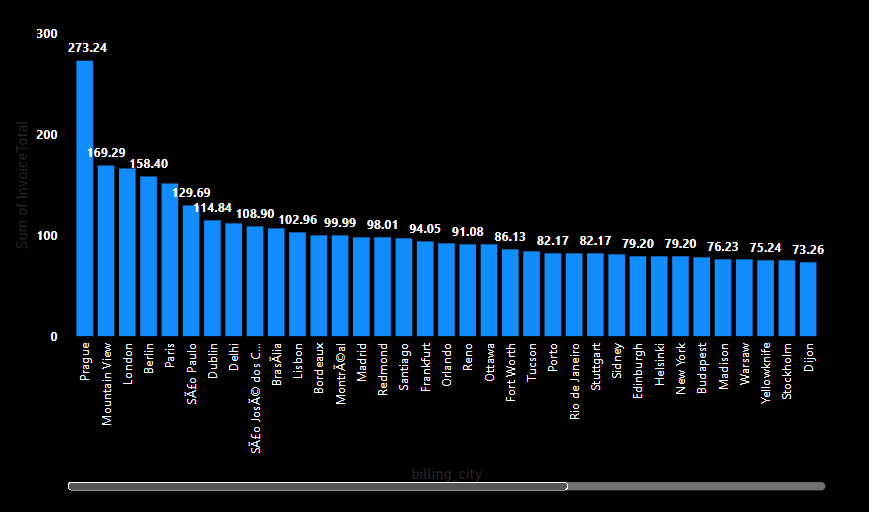 300
200
100
0
Sum of InvoiceTotal
273.24
169.29
158.40
129.69
114.84
108.90
102.96
99.99
98.01
94.05
91.08
86.13
82.17
82.17
79.20
79.20
76.23
75.24
73.26
Prague
Mountain View
London
Berlin
Paris
SÃ£o Paulo
Dublin
Delhi
SÃ£o JosÃ© dos C...
BrasÃ­lia
Lisbon
Bordeaux
MontrÃ©al
Madrid
Redmond
Santiago
Frankfurt
Orlando
Reno
Ottawa
Fort Worth
Tucson
Porto
Rio de Janeiro
Stuttgart
Sidney
Edinburgh
Helsinki
New York
Budapest
Madison
Warsaw
Yellowknife
Stockholm
Dijon
billing_city